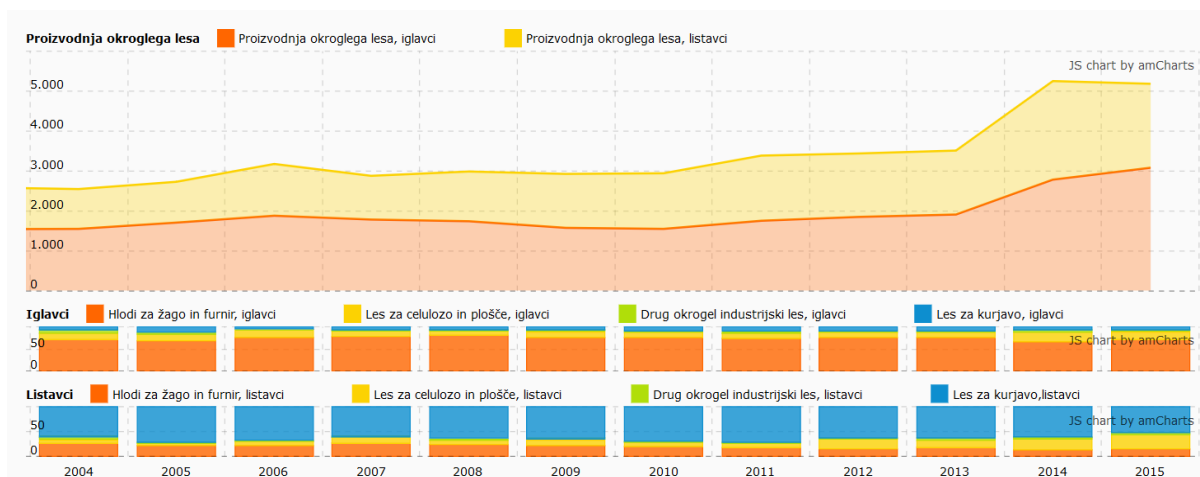 Proizvodnja okroglega lesa Proizvodnja okroglega lesa, iglavci Proizvodnja okroglega lesa, listavci
JS chart by amCharts
5.000
4.000
3.000
2.000
1.000
0
Iglavci Hlodi za žago in furnir, iglavci Les za celulozo in plošče, iglavci Drug okrogel industrijski les, iglavci Les za kurjavo, iglavci
JS chart by amCharts
50
0
Listavci Hlodi za žago in furnir, listavci Les za celulozo in plošče, listavci Drug okrogel industrijski les, listavci Les za kurjavo,listavci
JS chart by amCharts
50
0
2004 2005 2006 2007 2008 2009 2010 2011 2012 2013 2014 2015